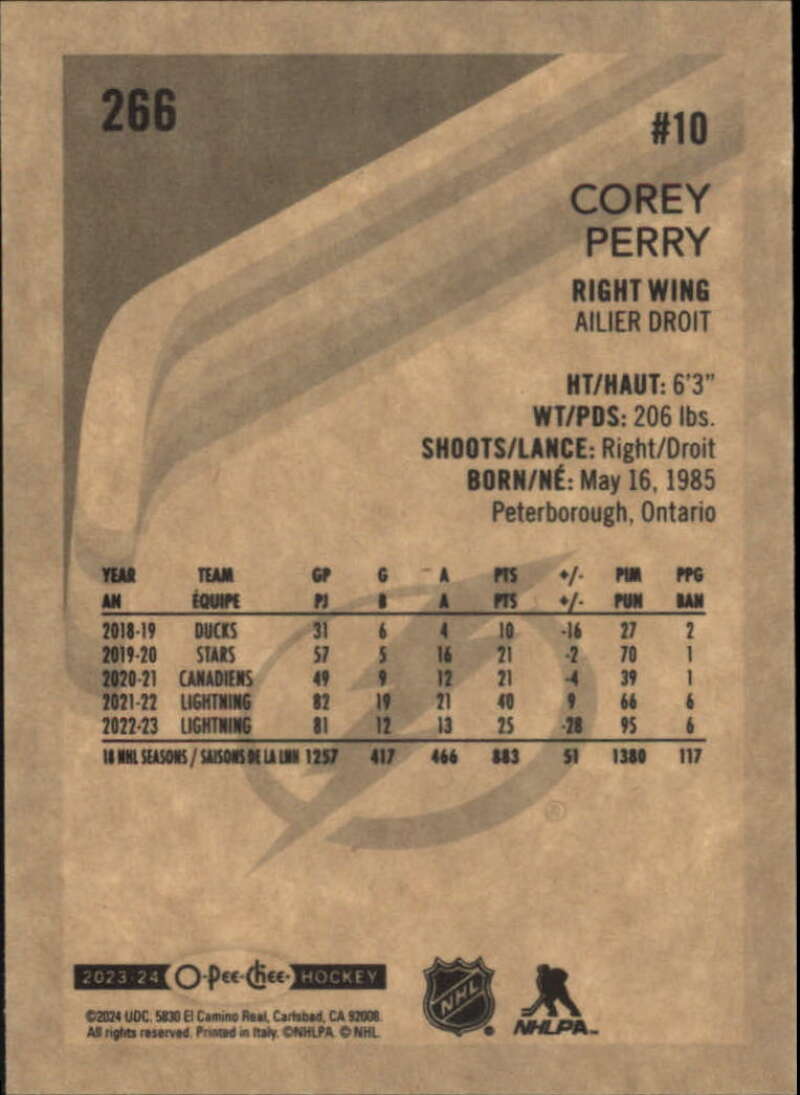 266
#10
COREY
PERRY
RIGHT WING
AILIER DROIT
HT/HAUT: 6'3"
WT/PDS: 206 lbs.
SHOOTS/LANCE: Right/Droit
BORN/NÉ: May 16, 1985
Peterborough, Ontario
YEAR TEAM GP G A PTS +/- PIM PPG
AN ÉQUIPE PJ B A PTS +/- PUN BAN
2018-19 DUCKS 31 6 4 10 -16 27 2
2019-20 STARS 57 5 16 21 -2 70 1
2020-21 CANADIENS 49 9 12 21 -4 39 1
2021-22 LIGHTNING 82 19 21 40 9 66 6
2022-23 LIGHTNING 81 12 13 25 -28 95 6
18 NHL SEASONS / SAISONS DE LA LNH 1257 417 466 883 51 1380 117
®
2023-24 O-Pee-Chee HOCKEY
©2024 UDC. 5830 El Camino Real, Carlsbad, CA 92008.
All rights reserved. Printed in Italy. ©NHLPA. © NHL.
NHL
NHLPA